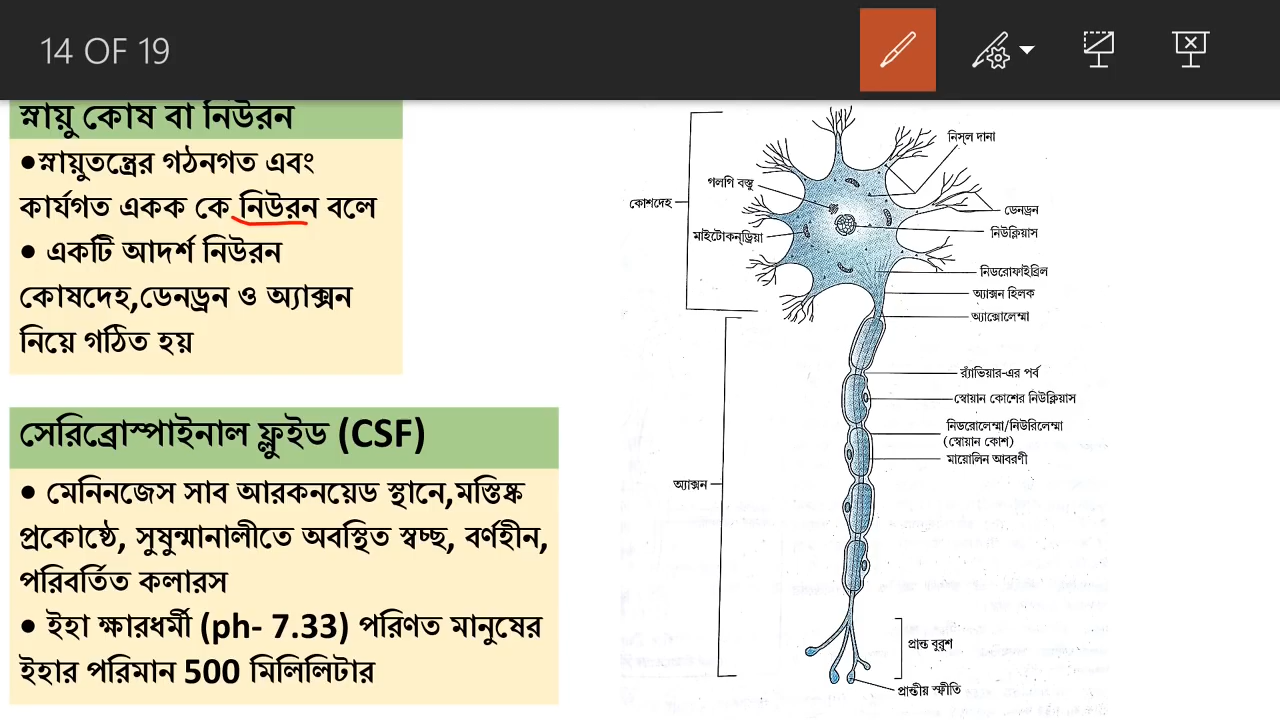 14 OF 19
স্নায়ু কোষ বা নিউরন
•স্নায়ুতন্ত্রের গঠনগত এবং
কার্যগত একক কে নিউরন বলে
• একটি আদর্শ নিউরন
কোষদেহ,ডেনড্রন ও অ্যাক্সন
নিয়ে গঠিত হয়
সেরিব্রোস্পাইনাল ফ্লুইড (CSF)
• মেনিনজেস সাব আরকনয়েড স্থানে,মস্তিষ্ক
প্রকোষ্ঠে, সুষুন্মানালীতে অবস্থিত স্বচ্ছ, বর্ণহীন,
পরিবর্তিত কলারস
• ইহা ক্ষারধর্মী (ph- 7.33) পরিণত মানুষের
ইহার পরিমান 500 মিলিলিটার
নিস্‌ল দানা
গলগি বস্তু
কোশদেহ
ডেনড্রন
মাইটোকন্‌ড্রিয়া
নিউক্লিয়াস
নিউরোফাইব্রিল
অ্যাক্সন হিলক
অ্যাক্সোলেম্মা
র‍্যাঁভিয়ার-এর পর্ব
স্বোয়ান কোশের নিউক্লিয়াস
নিউরোলেম্মা/নিউরিলেম্মা
(স্বোয়ান কোশ)
মায়োলিন আবরণী
অ্যাক্সন
প্রান্ত বুরুশ
প্রান্তীয় স্ফীতি